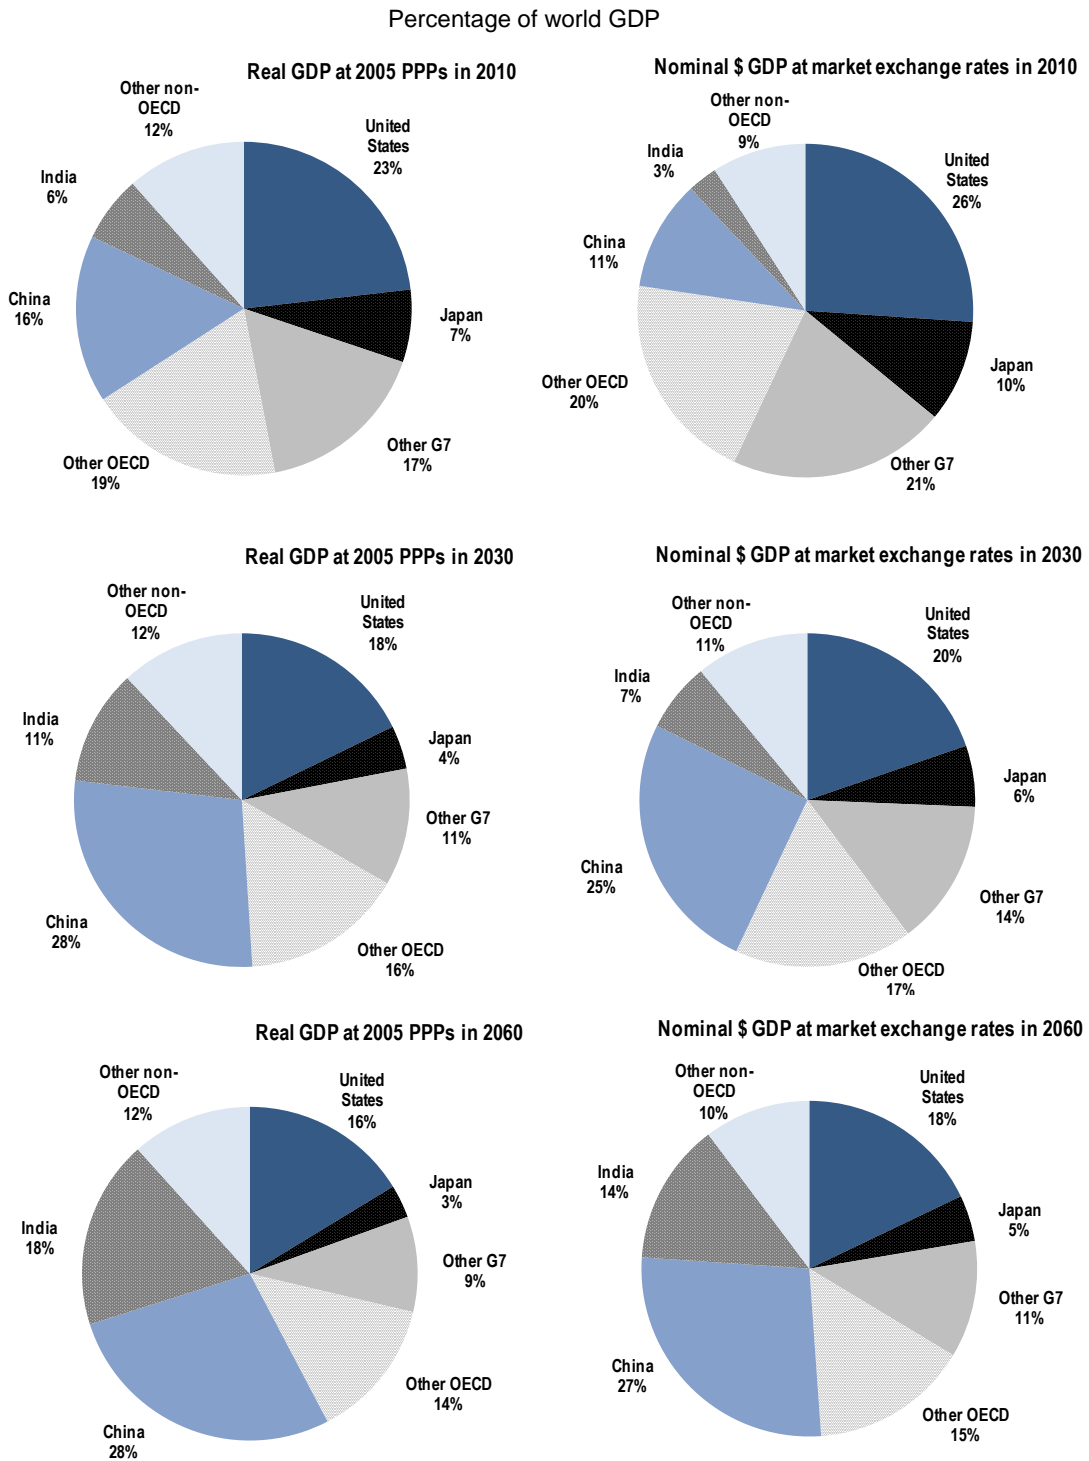 Percentage of world GDP
Real GDP at 2005 PPPs in 2010
Other non-
OECD
12%
United
States
23%
India
6%
China
16%
Japan
7%
Other G7
17%
Other OECD
19%
Nominal $ GDP at market exchange rates in 2010
Other non-
OECD
9%
United
States
26%
India
3%
China
11%
Japan
10%
Other OECD
20%
Other G7
21%
Real GDP at 2005 PPPs in 2030
Other non-
OECD
12%
United
States
18%
India
11%
Japan
4%
Other G7
11%
China
28%
Other OECD
16%
Nominal $ GDP at market exchange rates in 2030
Other non-
OECD
11%
United
States
20%
India
7%
Japan
6%
China
25%
Other G7
14%
Other OECD
17%
Real GDP at 2005 PPPs in 2060
Other non-
OECD
12%
United
States
16%
Japan
3%
India
18%
Other G7
9%
Other OECD
14%
China
28%
Nominal $ GDP at market exchange rates in 2060
Other non-
OECD
10%
United
States
18%
India
14%
Japan
5%
Other G7
11%
China
27%
Other OECD
15%